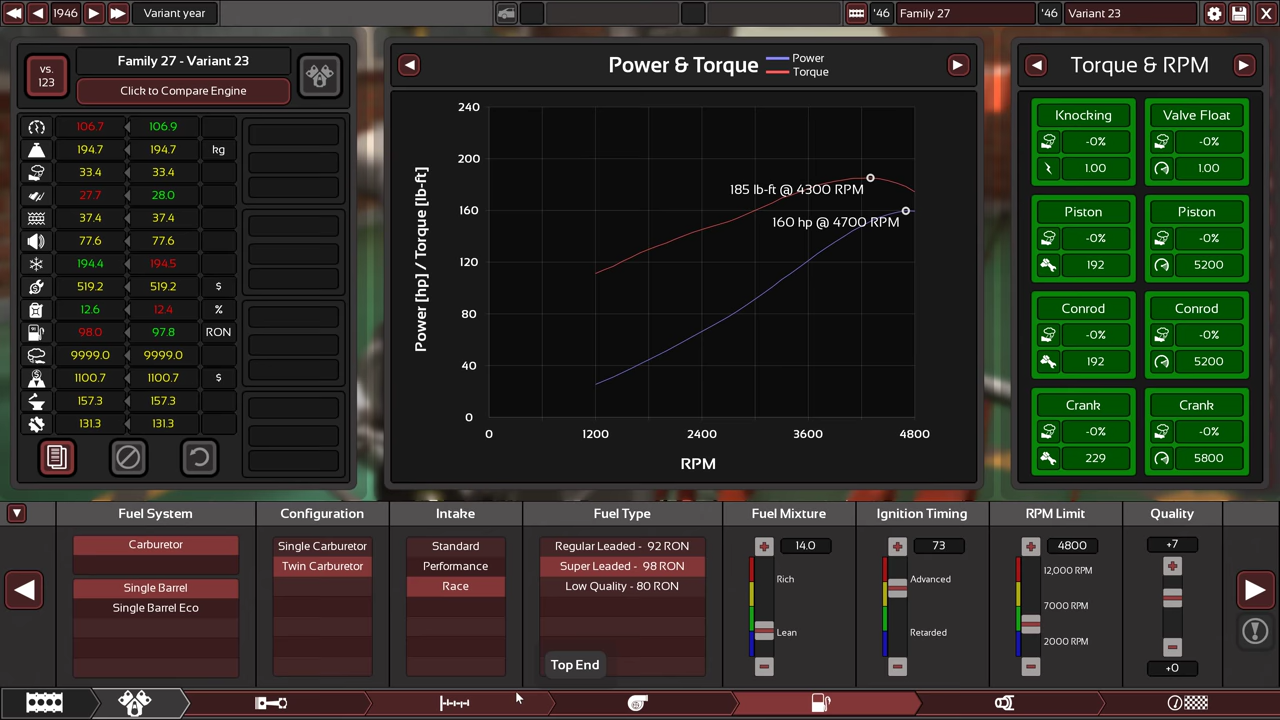 1946
Variant year
'46
Family 27
'46
Variant 23
vs.
123
Family 27 - Variant 23
Click to Compare Engine
106.7 106.9
194.7 194.7 kg
33.4 33.4
27.7 28.0
37.4 37.4
77.6 77.6
194.4 194.5
519.2 519.2 $
12.6 12.4 %
98.0 97.8 RON
9999.0 9999.0
1100.7 1100.7 $
157.3 157.3
131.3 131.3
Power & Torque
Power
Torque
Power [hp] / Torque [lb-ft]
240
200
160
120
80
40
0
185 lb-ft @ 4300 RPM
160 hp @ 4700 RPM
0 1200 2400 3600 4800
RPM
Torque & RPM
Knocking Valve Float
-0% -0%
1.00 1.00
Piston Piston
-0% -0%
192 5200
Conrod Conrod
-0% -0%
192 5200
Crank Crank
-0% -0%
229 5800
Fuel System
Carburetor
Single Barrel
Single Barrel Eco
Configuration
Single Carburetor
Twin Carburetor
Intake
Standard
Performance
Race
Fuel Type
Regular Leaded - 92 RON
Super Leaded - 98 RON
Low Quality - 80 RON
Top End
Fuel Mixture
14.0
Rich
Lean
Ignition Timing
73
Advanced
Retarded
RPM Limit
4800
12,000 RPM
7000 RPM
2000 RPM
Quality
+7
+0